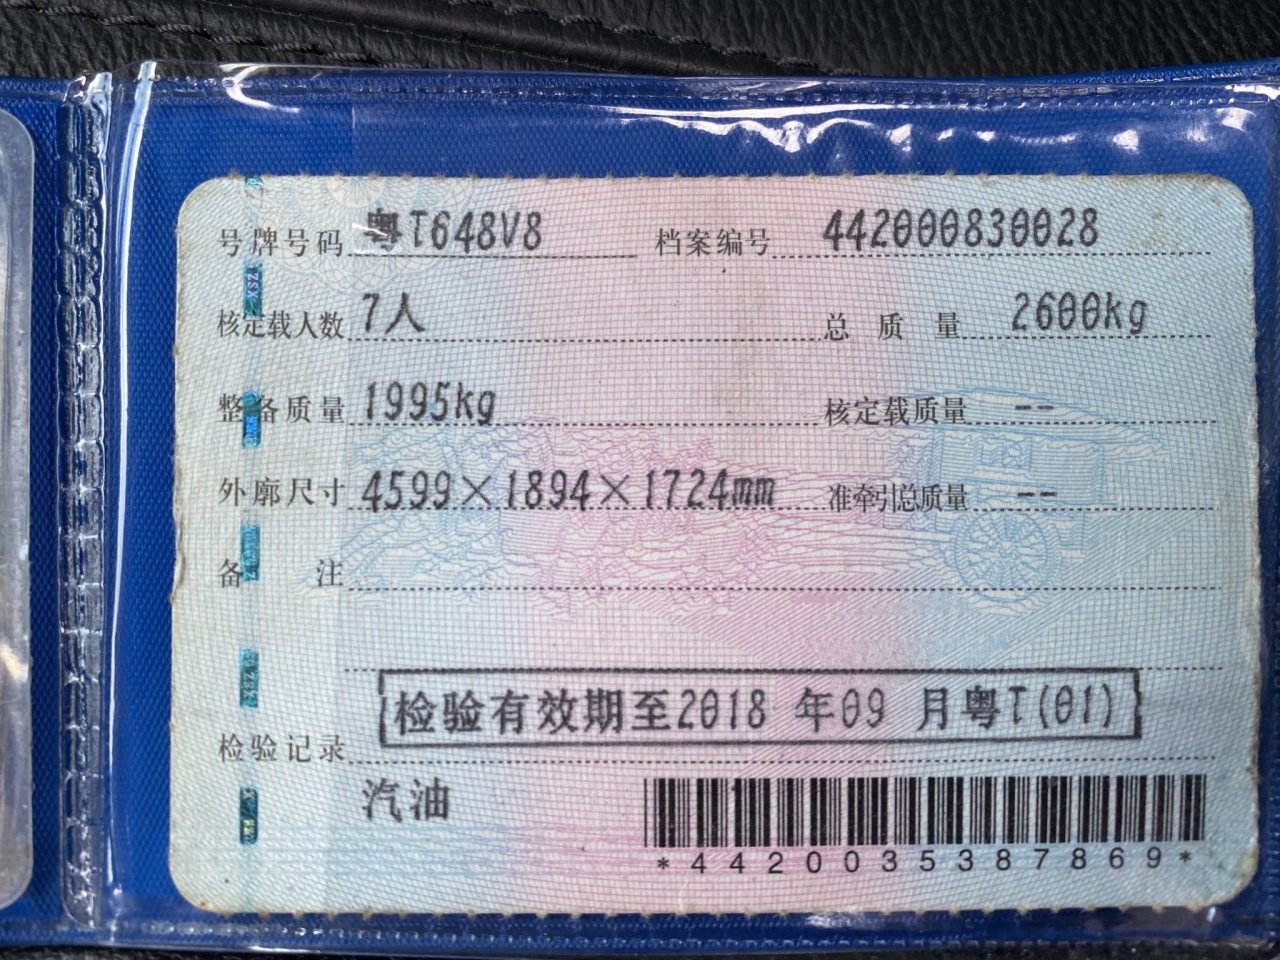 号牌号码 粤T648V8 档案编号 442000830028
核定载人数 7人 总质量 2600kg
整备质量 1995kg 核定载质量 --
外廓尺寸 4599×1894×1724mm 准牵引总质量 --
备注
检验有效期至2018 年09 月粤T(01)
检验记录
汽油
*4420035387869*